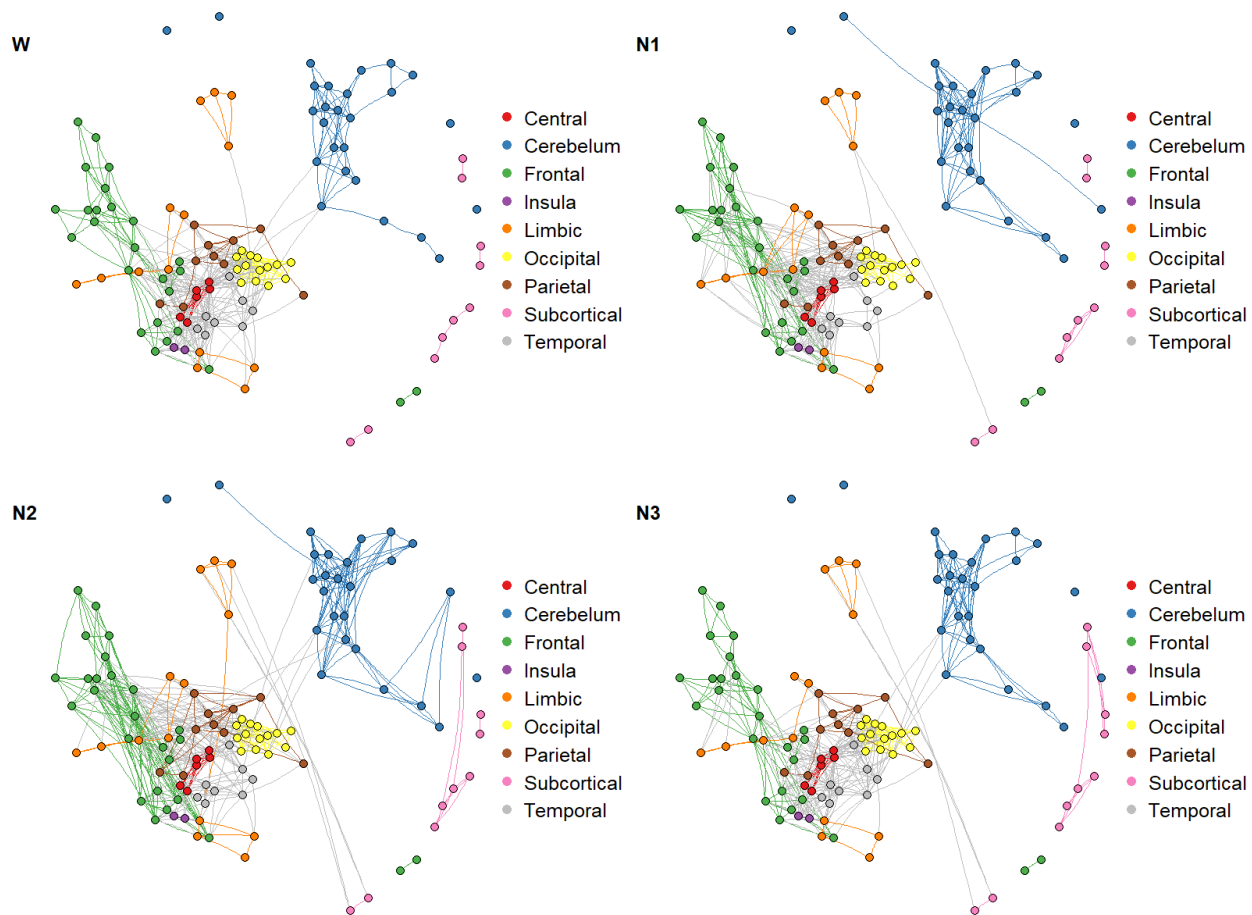 W
Central
Cerebelum
Frontal
Insula
Limbic
Occipital
Parietal
Subcortical
Temporal
N1
Central
Cerebelum
Frontal
Insula
Limbic
Occipital
Parietal
Subcortical
Temporal
N2
Central
Cerebelum
Frontal
Insula
Limbic
Occipital
Parietal
Subcortical
Temporal
N3
Central
Cerebelum
Frontal
Insula
Limbic
Occipital
Parietal
Subcortical
Temporal